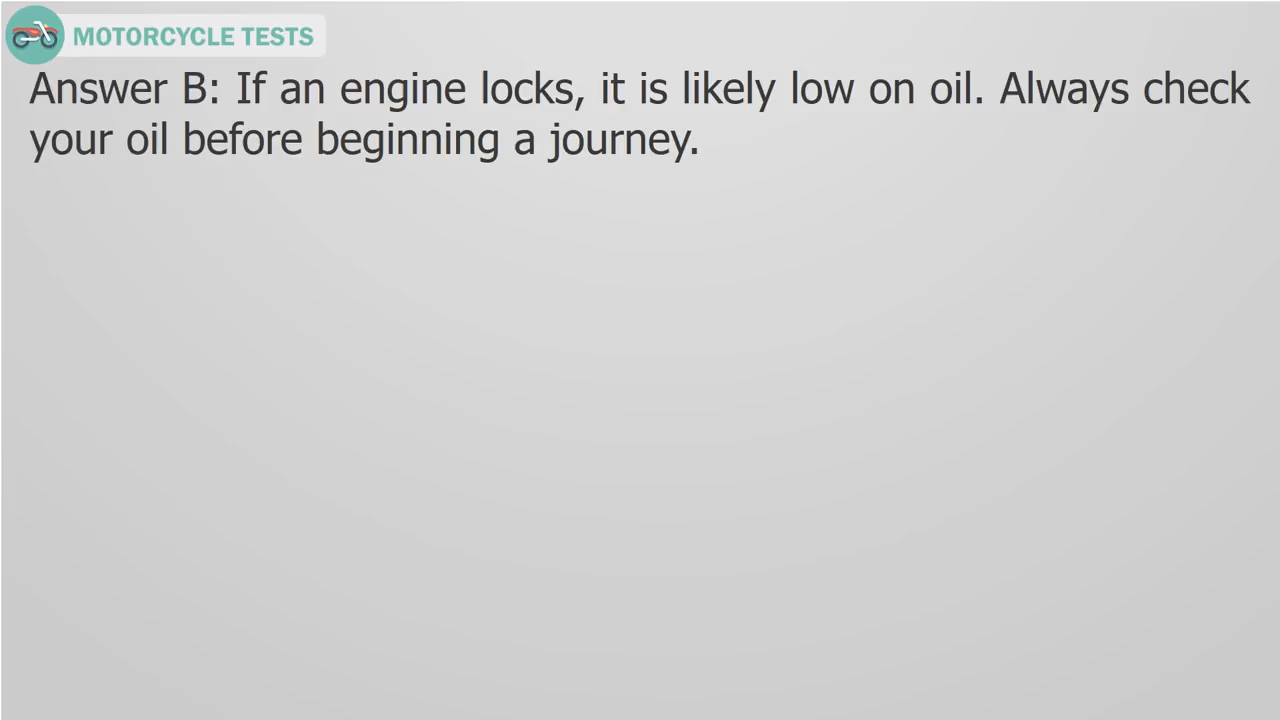 MOTORCYCLE TESTS
Answer B: If an engine locks, it is likely low on oil. Always check
your oil before beginning a journey.